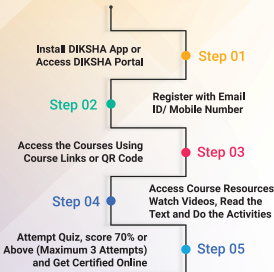 Install DIKSHA App or
Access DIKSHA Portal
Step 01
Step 02
Register with Email
ID/ Mobile Number
Access the Courses Using
Course Links or QR Code
Step 03
Step 04
Access Course Resources
Watch Videos, Read the
Text and Do the Activities
Attempt Quiz, score 70% or
Above (Maximum 3 Attempts)
and Get Certified Online
Step 05